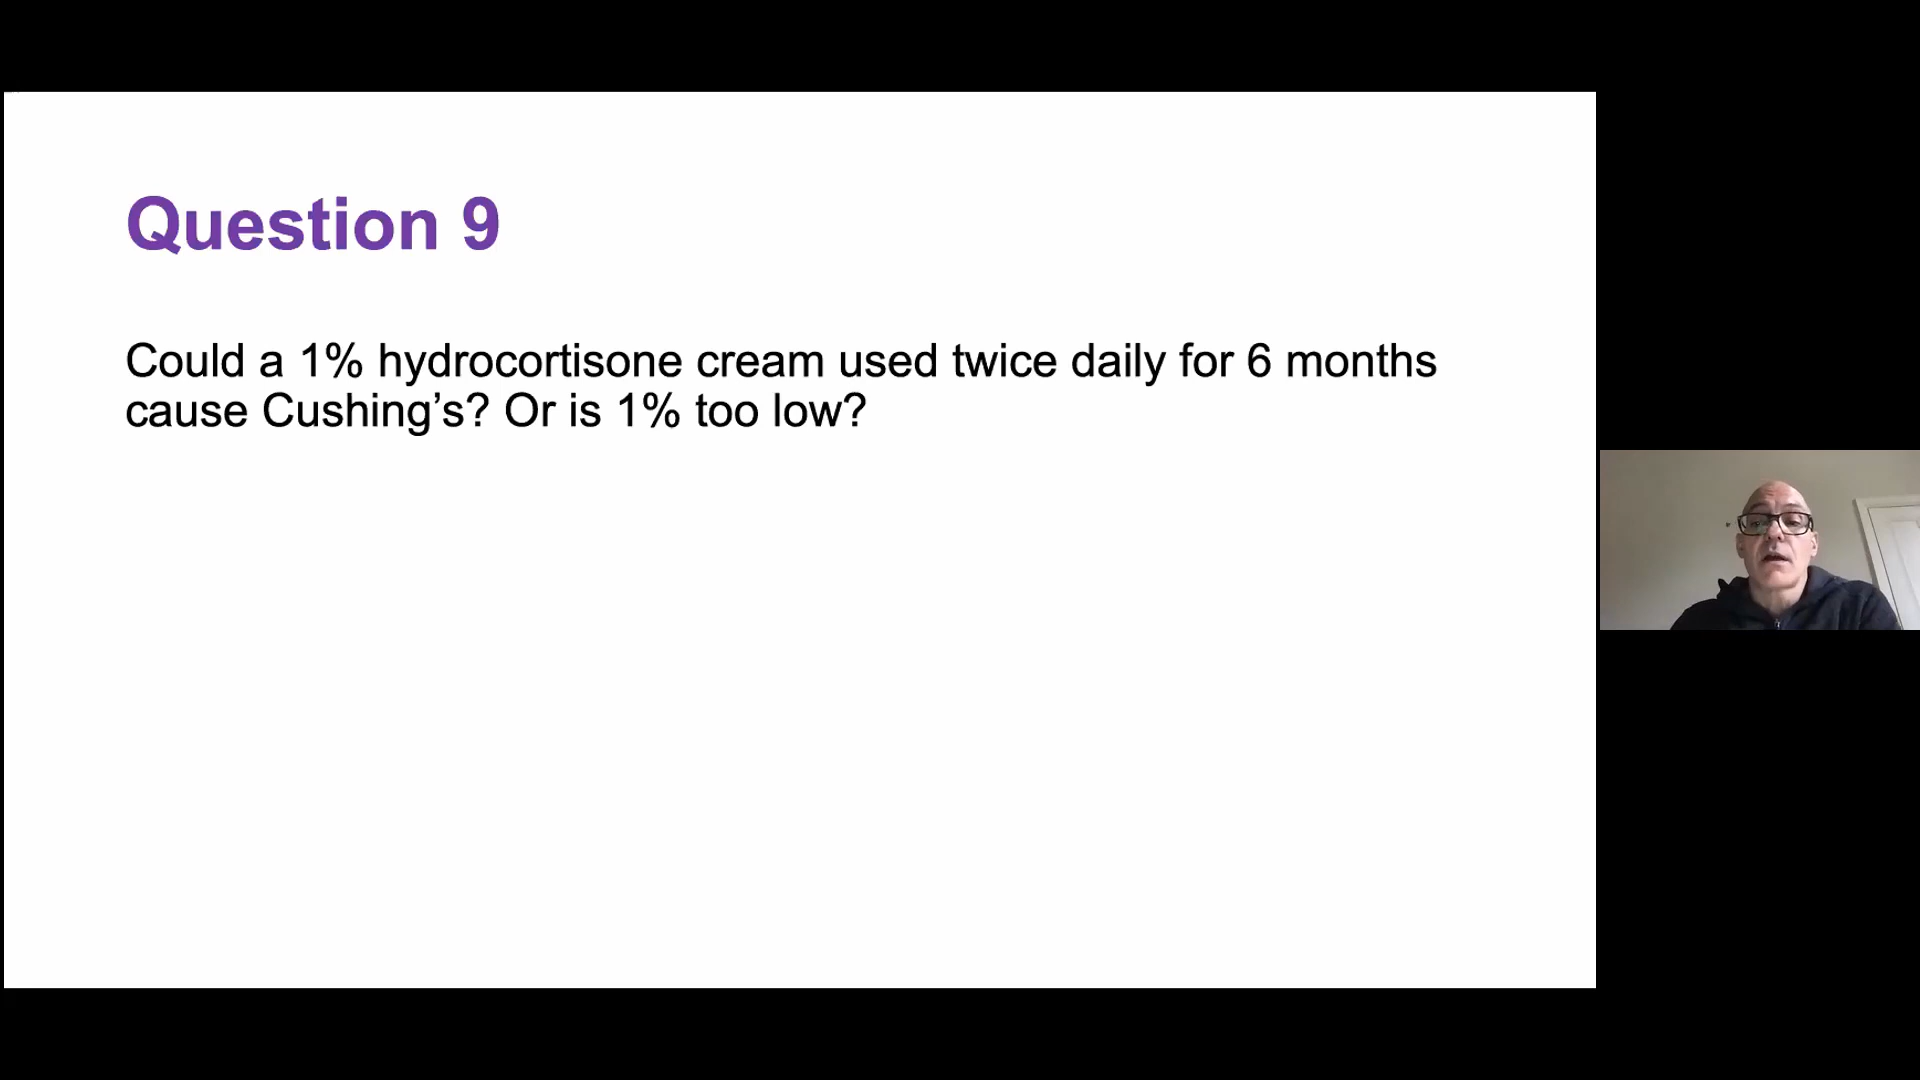 Question 9
Could a 1% hydrocortisone cream used twice daily for 6 months
cause Cushing’s? Or is 1% too low?